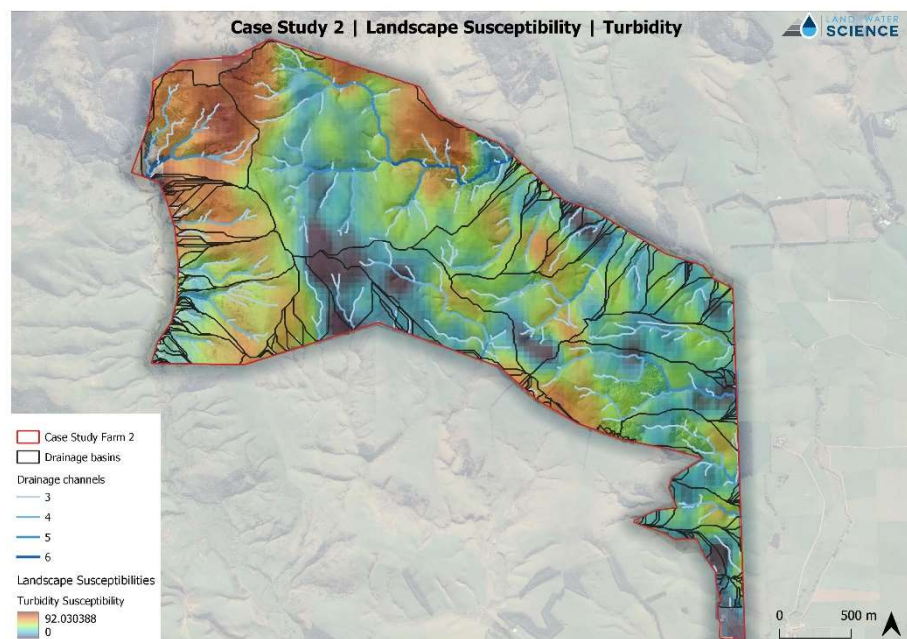 Case Study 2 | Landscape Susceptibility | Turbidity
LAND WATER
SCIENCE
Case Study Farm 2
Drainage basins
Drainage channels
3
4
5
6
Landscape Susceptibilities
Turbidity Susceptibility
92.030388
0
0 500 m